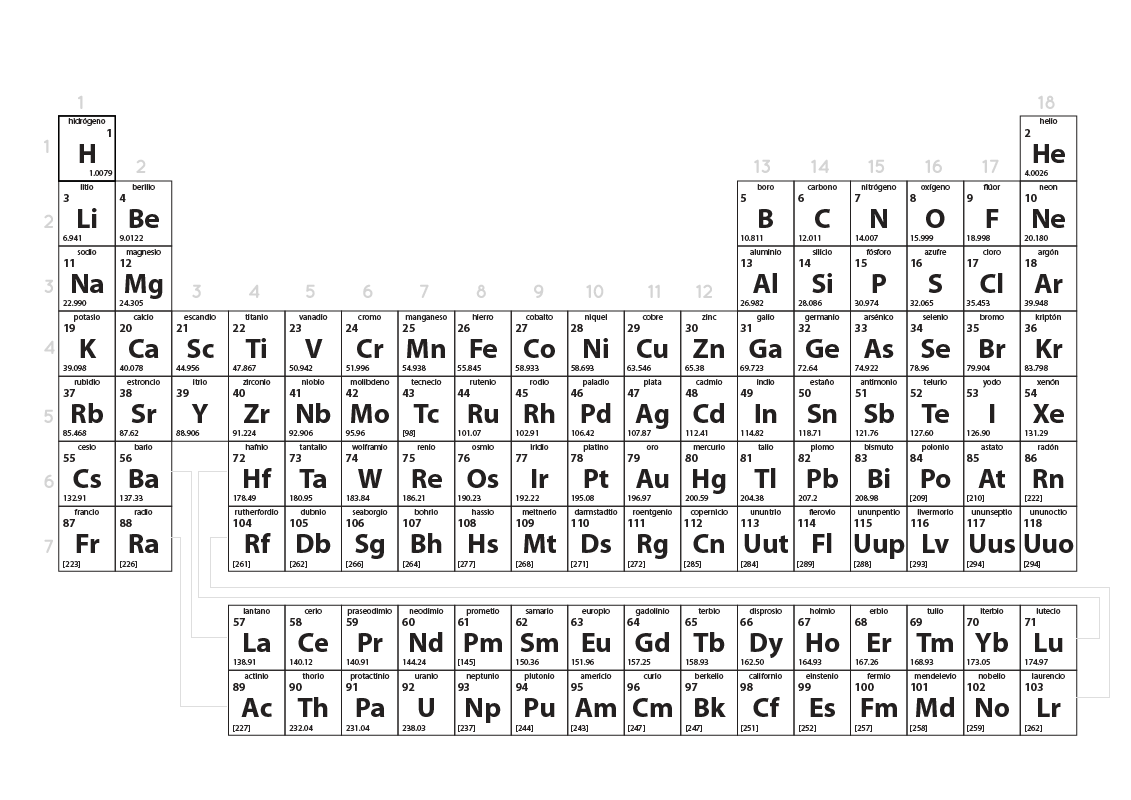 1 18
hidrógeno helio
1 1 2
H 2 He
1.0079 13 14 15 16 17 4.0026
litio berilio boro carbono nitrógeno oxígeno flúor neon
3 4 5 6 7 8 9 10
2 Li Be B C N O F Ne
6.941 9.0122 10.811 12.011 14.007 15.999 18.998 20.180
sodio magnesio aluminio silicio fósforo azufre cloro argón
11 12 13 14 15 16 17 18
3 Na Mg 3 4 5 6 7 8 9 10 11 12 Al Si P S Cl Ar
22.990 24.305 26.982 28.086 30.974 32.065 35.453 39.948
potasio calcio escandio titanio vanadio cromo manganeso hierro cobalto niquel cobre zinc galio germanio arsénico selenio bromo kriptón
19 20 21 22 23 24 25 26 27 28 29 30 31 32 33 34 35 36
4 K Ca Sc Ti V Cr Mn Fe Co Ni Cu Zn Ga Ge As Se Br Kr
39.098 40.078 44.956 47.867 50.942 51.996 54.938 55.845 58.933 58.693 63.546 65.38 69.723 72.64 74.922 78.96 79.904 83.798
rubidio estroncio itrio zirconio niobio molibdeno tecnecio rutenio rodio paladio plata cadmio indio estaño antimonio telurio yodo xenón
37 38 39 40 41 42 43 44 45 46 47 48 49 50 51 52 53 54
5 Rb Sr Y Zr Nb Mo Tc Ru Rh Pd Ag Cd In Sn Sb Te I Xe
85.468 87.62 88.906 91.224 92.906 95.96 [98] 101.07 102.91 106.42 107.87 112.41 114.82 118.71 121.76 127.60 126.90 131.29
cesio bario hafnio tantalio wolframio renio osmio iridio platino oro mercurio talio plomo bismuto polonio astato radón
55 56 72 73 74 75 76 77 78 79 80 81 82 83 84 85 86
6 Cs Ba Hf Ta W Re Os Ir Pt Au Hg Tl Pb Bi Po At Rn
132.91 137.33 178.49 180.95 183.84 186.21 190.23 192.22 195.08 196.97 200.59 204.38 207.2 208.98 [209] [210] [222]
francio radio rutherfordio dubnio seaborgio bohrio hassio meitnerio darmstadtio roentgenio copernicio ununtrio flerovio ununpentio livermorio ununseptio ununoctio
87 88 104 105 106 107 108 109 110 111 112 113 114 115 116 117 118
7 Fr Ra Rf Db Sg Bh Hs Mt Ds Rg Cn Uut Fl Uup Lv Uus Uuo
[223] [226] [261] [262] [266] [264] [277] [268] [271] [272] [285] [284] [289] [288] [293] [294] [294]
lantano cerio praseodimio neodimio prometio samario europio gadolinio terbio disprosio holmio erbio tulio iterbio lutecio
57 58 59 60 61 62 63 64 65 66 67 68 69 70 71
La Ce Pr Nd Pm Sm Eu Gd Tb Dy Ho Er Tm Yb Lu
138.91 140.12 140.91 144.24 [145] 150.36 151.96 157.25 158.93 162.50 164.93 167.26 168.93 173.05 174.97
actinio thorio protactinio uranio neptunio plutonio americio curio berkelio californio einstenio fermio mendelevio nobelio laurencio
89 90 91 92 93 94 95 96 97 98 99 100 101 102 103
Ac Th Pa U Np Pu Am Cm Bk Cf Es Fm Md No Lr
[227] 232.04 231.04 238.03 [237] [244] [243] [247] [247] [251] [252] [257] [258] [259] [262]